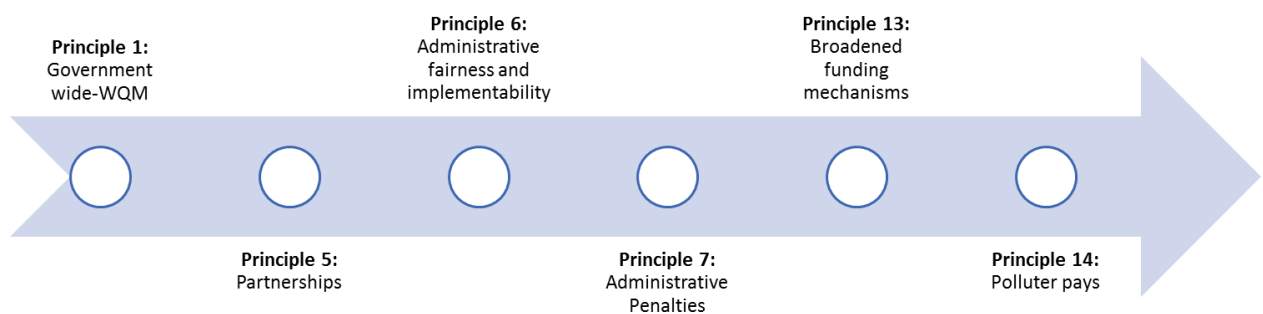 Principle 1:
Government
wide-WQM
Principle 5:
Partnerships
Principle 6:
Administrative
fairness and
implementability
Principle 7:
Administrative
Penalties
Principle 13:
Broadened
funding
mechanisms
Principle 14:
Polluter pays